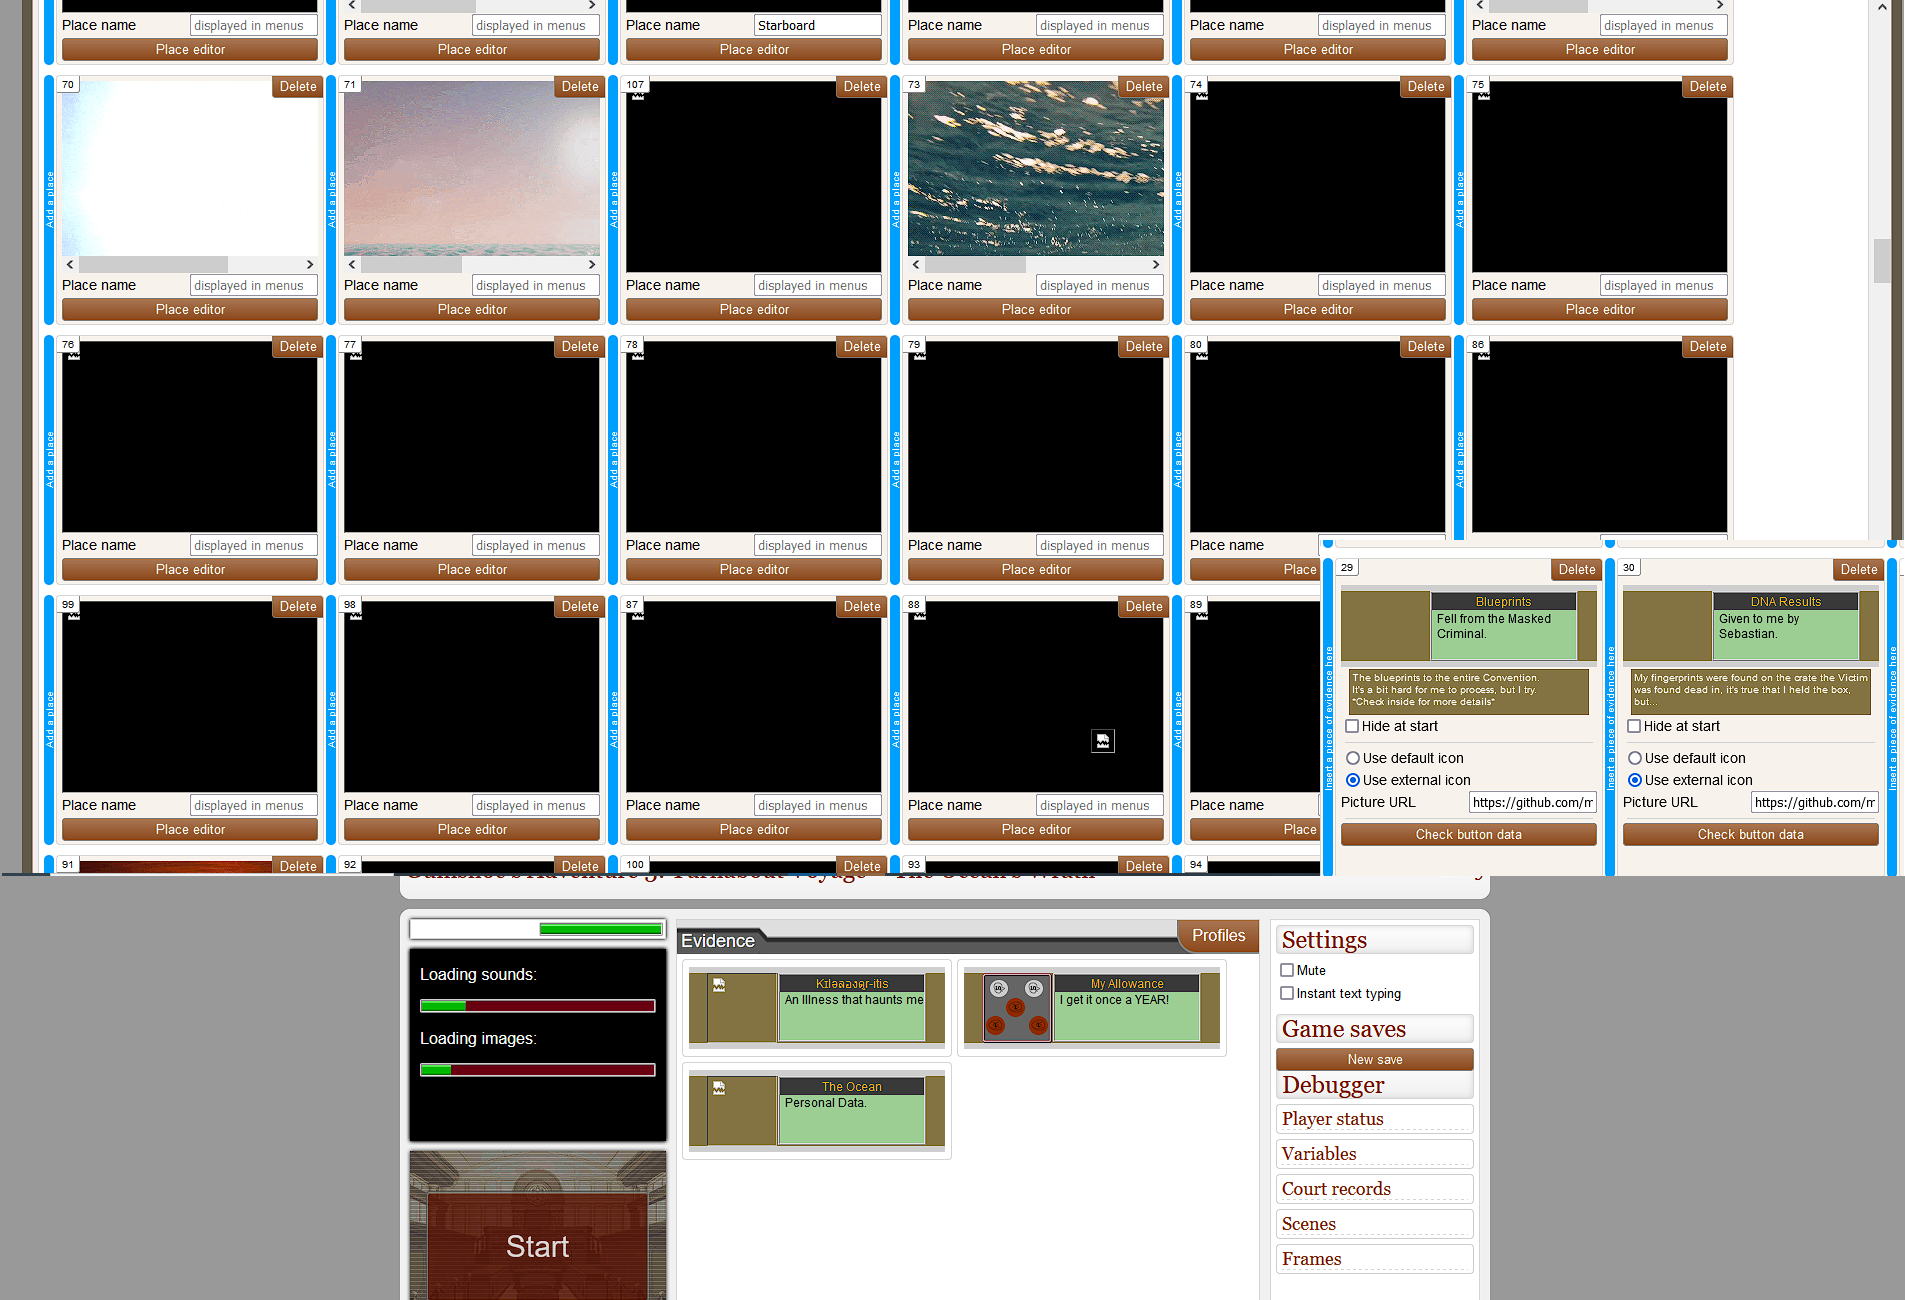 Place name displayed in menus
Place name displayed in menus
Place name Starboard
Place name displayed in menus
Place name displayed in menus
Place name displayed in menus
Place editor
Place editor
Place editor
Place editor
Place editor
Place editor
70 Delete
71 Delete
107 Delete
73 Delete
74 Delete
75 Delete
Add a place
Add a place
Add a place
Add a place
Add a place
Add a place
Place name displayed in menus
Place name displayed in menus
Place name displayed in menus
Place name displayed in menus
Place name displayed in menus
Place name displayed in menus
Place editor
Place editor
Place editor
Place editor
Place editor
Place editor
76 Delete
77 Delete
78 Delete
79 Delete
80 Delete
86 Delete
Add a place
Add a place
Add a place
Add a place
Add a place
Add a place
Place name displayed in menus
Place name displayed in menus
Place name displayed in menus
Place name displayed in menus
Place name
Place editor
Place editor
Place editor
Place editor
Place
99 Delete
98 Delete
87 Delete
88 Delete
89
Add a place
Add a place
Add a place
Add a place
Add a place
Place name displayed in menus
Place name displayed in menus
Place name displayed in menus
Place name displayed in menus
Place name
Place editor
Place editor
Place editor
Place editor
Place
91 Delete
92 Delete
100 Delete
93 Delete
94
29 Delete
Blueprints
Fell from the Masked
Criminal.
The blueprints to the entire Convention.
It's a bit hard for me to process, but I try.
*Check inside for more details*
Hide at start
Use default icon
Use external icon
Picture URL https://github.com/m
Check button data
Insert a piece of evidence here
30 Delete
DNA Results
Given to me by
Sebastian.
My fingerprints were found on the crate the Victim
was found dead in, it's true that I held the box,
but...
Hide at start
Use default icon
Use external icon
Picture URL https://github.com/m
Check button data
Insert a piece of evidence here
Insert a piece of evidence here
Loading sounds:
Loading images:
Start
Evidence
Profiles
An Illness that haunts me
My Allowance
I get it once a YEAR!
The Ocean
Personal Data.
Settings
Mute
Instant text typing
Game saves
New save
Debugger
Player status
Variables
Court records
Scenes
Frames